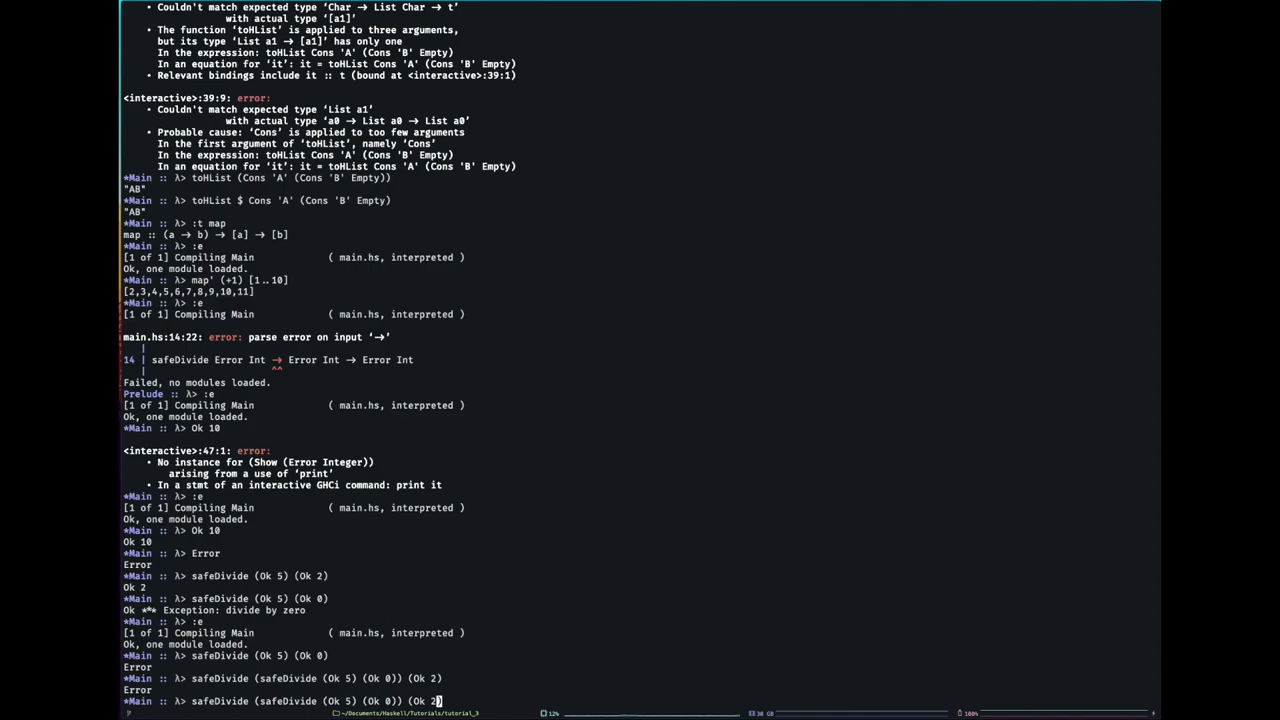 • Couldn't match expected type ‘Char → List Char → t’
with actual type ‘[a1]’
• The function ‘toHList’ is applied to three arguments,
but its type ‘List a1 → [a1]’ has only one
In the expression: toHList Cons 'A' (Cons 'B' Empty)
In an equation for ‘it’: it = toHList Cons 'A' (Cons 'B' Empty)
• Relevant bindings include it :: t (bound at <interactive>:39:1)
<interactive>:39:9: error:
• Couldn't match expected type ‘List a1’
with actual type ‘a0 → List a0 → List a0’
• Probable cause: ‘Cons’ is applied to too few arguments
In the first argument of ‘toHList’, namely ‘Cons’
In the expression: toHList Cons 'A' (Cons 'B' Empty)
In an equation for ‘it’: it = toHList Cons 'A' (Cons 'B' Empty)
*Main :: λ> toHList (Cons 'A' (Cons 'B' Empty))
"AB"
*Main :: λ> toHList $ Cons 'A' (Cons 'B' Empty)
"AB"
*Main :: λ> :t map
map :: (a → b) → [a] → [b]
*Main :: λ> :e
[1 of 1] Compiling Main ( main.hs, interpreted )
Ok, one module loaded.
*Main :: λ> map' (+1) [1..10]
[2,3,4,5,6,7,8,9,10,11]
*Main :: λ> :e
[1 of 1] Compiling Main ( main.hs, interpreted )
main.hs:14:22: error: parse error on input ‘→’
|
14 | safeDivide Error Int → Error Int → Error Int
| ^^
Failed, no modules loaded.
Prelude :: λ> :e
[1 of 1] Compiling Main ( main.hs, interpreted )
Ok, one module loaded.
*Main :: λ> Ok 10
<interactive>:47:1: error:
• No instance for (Show (Error Integer))
arising from a use of ‘print’
• In a stmt of an interactive GHCi command: print it
*Main :: λ> :e
[1 of 1] Compiling Main ( main.hs, interpreted )
Ok, one module loaded.
*Main :: λ> Ok 10
Ok 10
*Main :: λ> Error
Error
*Main :: λ> safeDivide (Ok 5) (Ok 2)
Ok 2
*Main :: λ> safeDivide (Ok 5) (Ok 0)
Ok *** Exception: divide by zero
*Main :: λ> :e
[1 of 1] Compiling Main ( main.hs, interpreted )
Ok, one module loaded.
*Main :: λ> safeDivide (Ok 5) (Ok 0)
Error
*Main :: λ> safeDivide (safeDivide (Ok 5) (Ok 0)) (Ok 2)
Error
*Main :: λ> safeDivide (safeDivide (Ok 5) (Ok 0)) (Ok 2)
~/Documents/Haskell/Tutorials/tutorial_3 12% 38 GB 100%